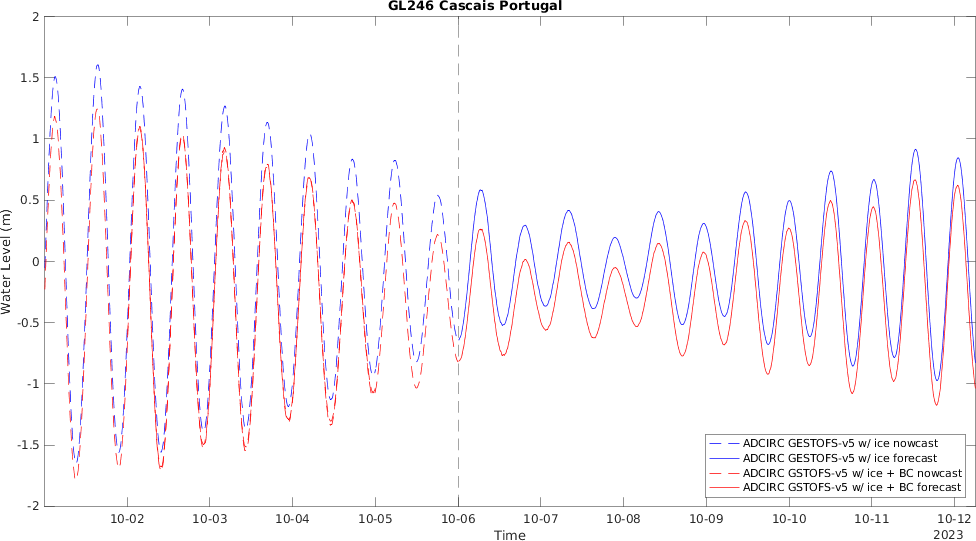 GL246 Cascais Portugal
2
1.5
1
0.5
0
-0.5
-1
-1.5
-2
Water Level (m)
ADCIRC GESTOFS-v5 w/ ice nowcast
ADCIRC GESTOFS-v5 w/ ice forecast
ADCIRC GSTOFS-v5 w/ ice + BC nowcast
ADCIRC GSTOFS-v5 w/ ice + BC forecast
10-02 10-03 10-04 10-05 10-06 10-07 10-08 10-09 10-10 10-11 10-12
Time
2023